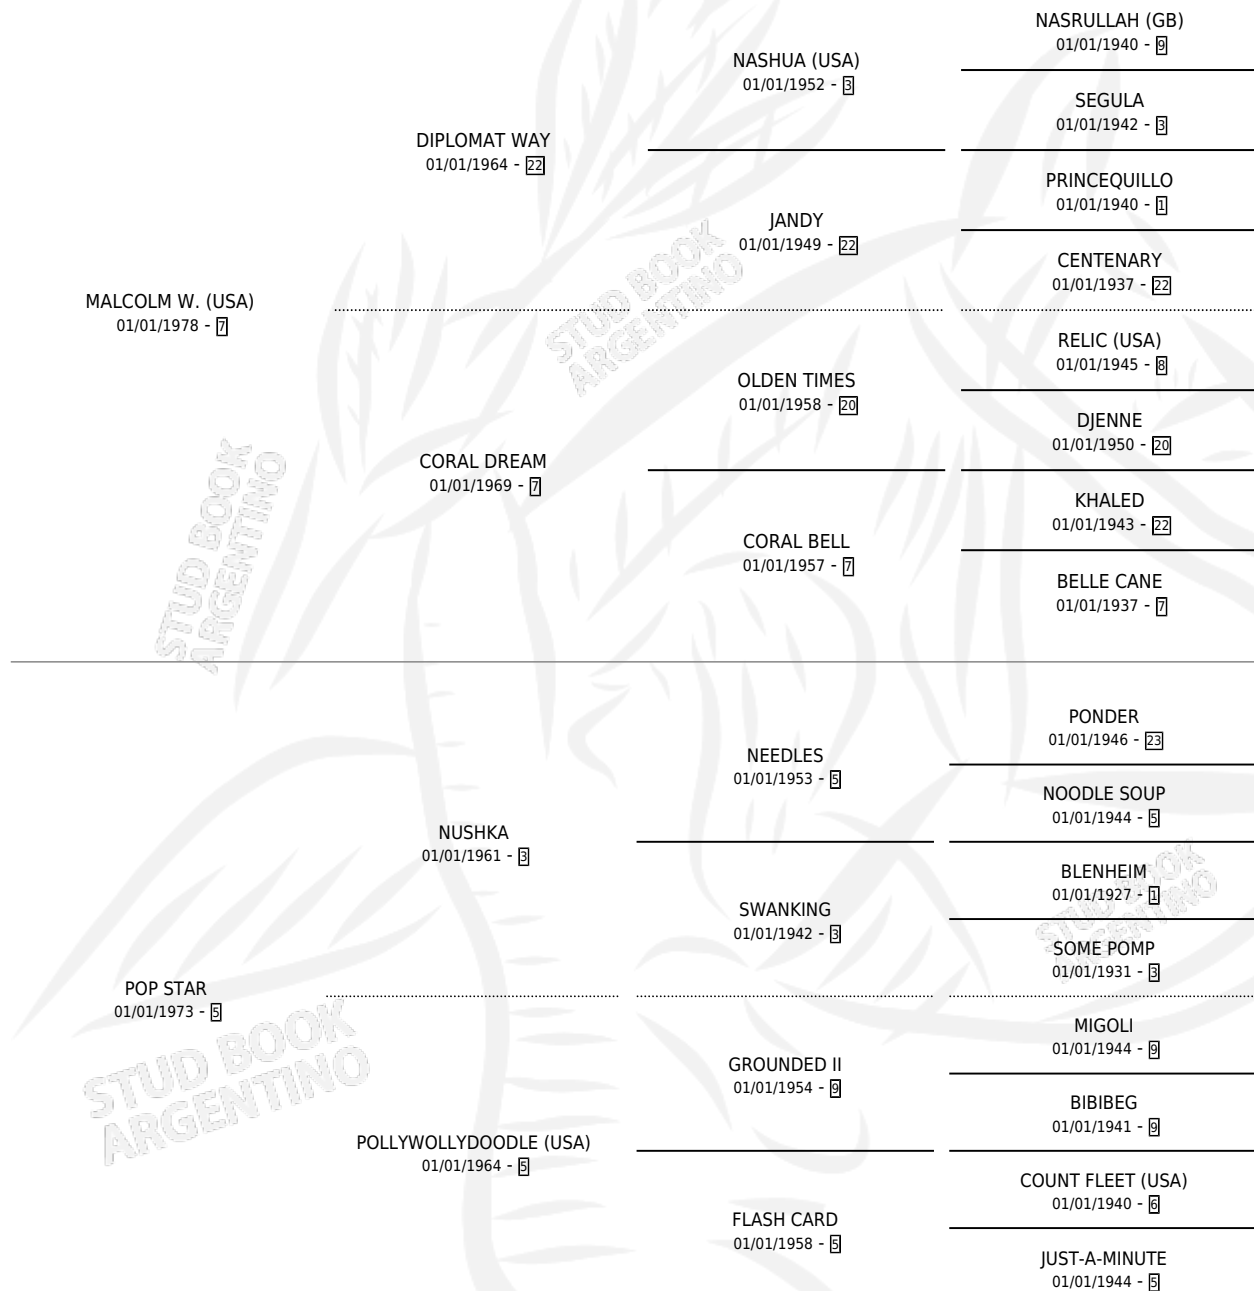 NASRULLAH (GB)
01/01/1940 - 9
NASHUA (USA)
01/01/1952 - 3
SEGULA
01/01/1942 - 3
DIPLOMAT WAY
01/01/1964 - 22
PRINCEQUILLO
01/01/1940 - 1
JANDY
01/01/1949 - 22
CENTENARY
01/01/1937 - 22
MALCOLM W. (USA)
01/01/1978 - 7
RELIC (USA)
01/01/1945 - 8
OLDEN TIMES
01/01/1958 - 20
DJENNE
01/01/1950 - 20
CORAL DREAM
01/01/1969 - 7
KHALED
01/01/1943 - 22
CORAL BELL
01/01/1957 - 7
BELLE CANE
01/01/1937 - 7
PONDER
01/01/1946 - 23
NEEDLES
01/01/1953 - 5
NOODLE SOUP
01/01/1944 - 5
NUSHKA
01/01/1961 - 3
BLENHEIM
01/01/1927 - 1
SWANKING
01/01/1942 - 3
SOME POMP
01/01/1931 - 3
POP STAR
01/01/1973 - 5
MIGOLI
01/01/1944 - 9
GROUNDED II
01/01/1954 - 9
BIBIBEG
01/01/1941 - 9
POLLYWOLLYDOODLE (USA)
01/01/1964 - 5
COUNT FLEET (USA)
01/01/1940 - 6
FLASH CARD
01/01/1958 - 5
JUST-A-MINUTE
01/01/1944 - 5
STUD BOOK
ARGENTINO
STUD BOOK
ARGENTINO
STUD BOOK
ARGENTINO
STUD BOOK
ARGENTINO